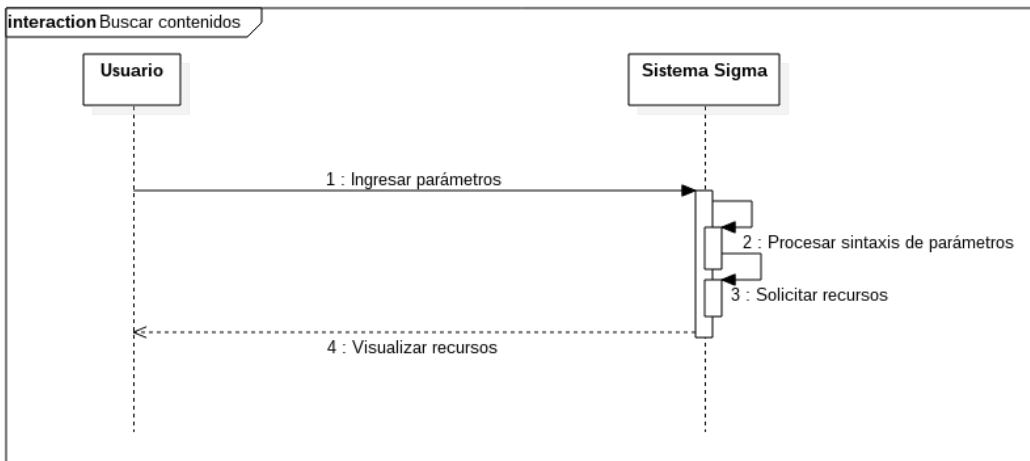 interaction Buscar contenidos
Usuario
Sistema Sigma
1 : Ingresar parámetros
2 : Procesar sintaxis de parámetros
3 : Solicitar recursos
4 : Visualizar recursos